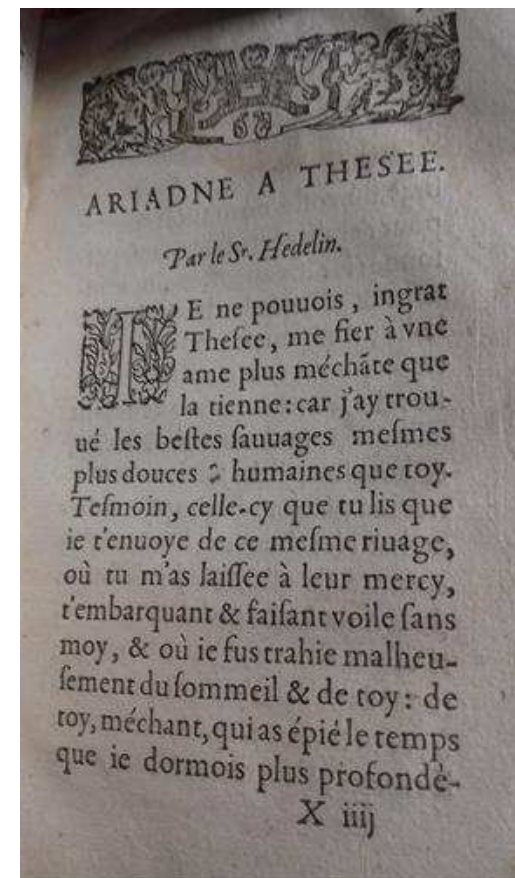 ARIADNE A THESEE.
Par le Sr. Hedelin.
IE ne pouuois, ingrat
Theſee, me fier à vne
ame plus méchãte que
la tienne: car j'ay trou-
ué les beſtes ſauuages meſmes
plus douces & humaines que toy.
Teſmoin, celle-cy que tu lis que
ie t'enuoye de ce meſme riuage,
où tu m'as laiſſee à leur mercy,
t'embarquant & faiſant voile ſans
moy, & où ie fus trahie malheu-
ſement du ſommeil & de toy: de
toy, méchant, qui as épié le temps
que ie dormois plus profondé-
X iiij